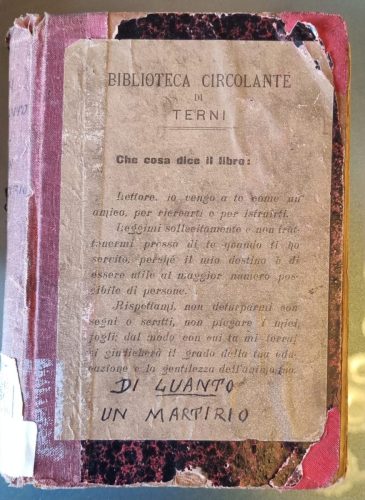 BIBLIOTECA CIRCOLANTE
DI
TERNI
Che cosa dice il libro:
Lettore, io vengo a te come un
amico, per ricrearti e per istruirti.
Leggimi sollecitamente e non trat-
tenermi presso di te quando ti ho
servito, perchè il mio destino è di
essere utile al maggior numero pos-
sibile di persone.
Rispettami, non deturparmi con
segni o scritti, non piegare i miei
fogli; dal modo con cui tu mi terrai
si giudicherà il grado della tua edu-
cazione e la gentilezza dell'animo tuo.
DI LUANTO
UN MARTIRIO